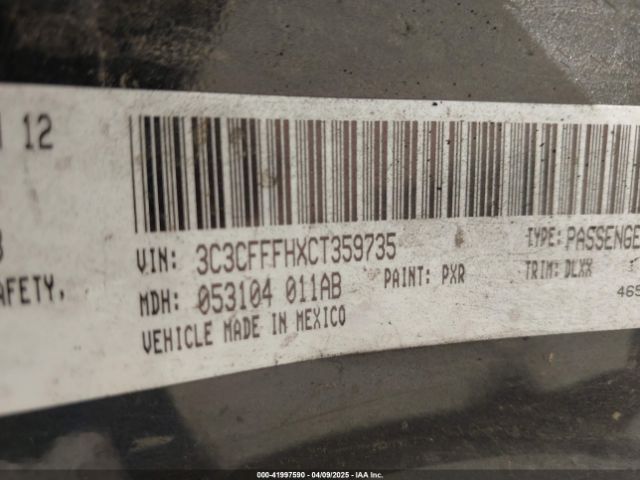 12
AFETY,
VIN: 3C3CFFFHXCT359735
TYPE: PASSENGE
MDH: 053104 011AB
PAINT: PXR
TRIM: DLXX
465
VEHICLE MADE IN MEXICO
000-41997590 | 04/09/2025 | IAA Inc.